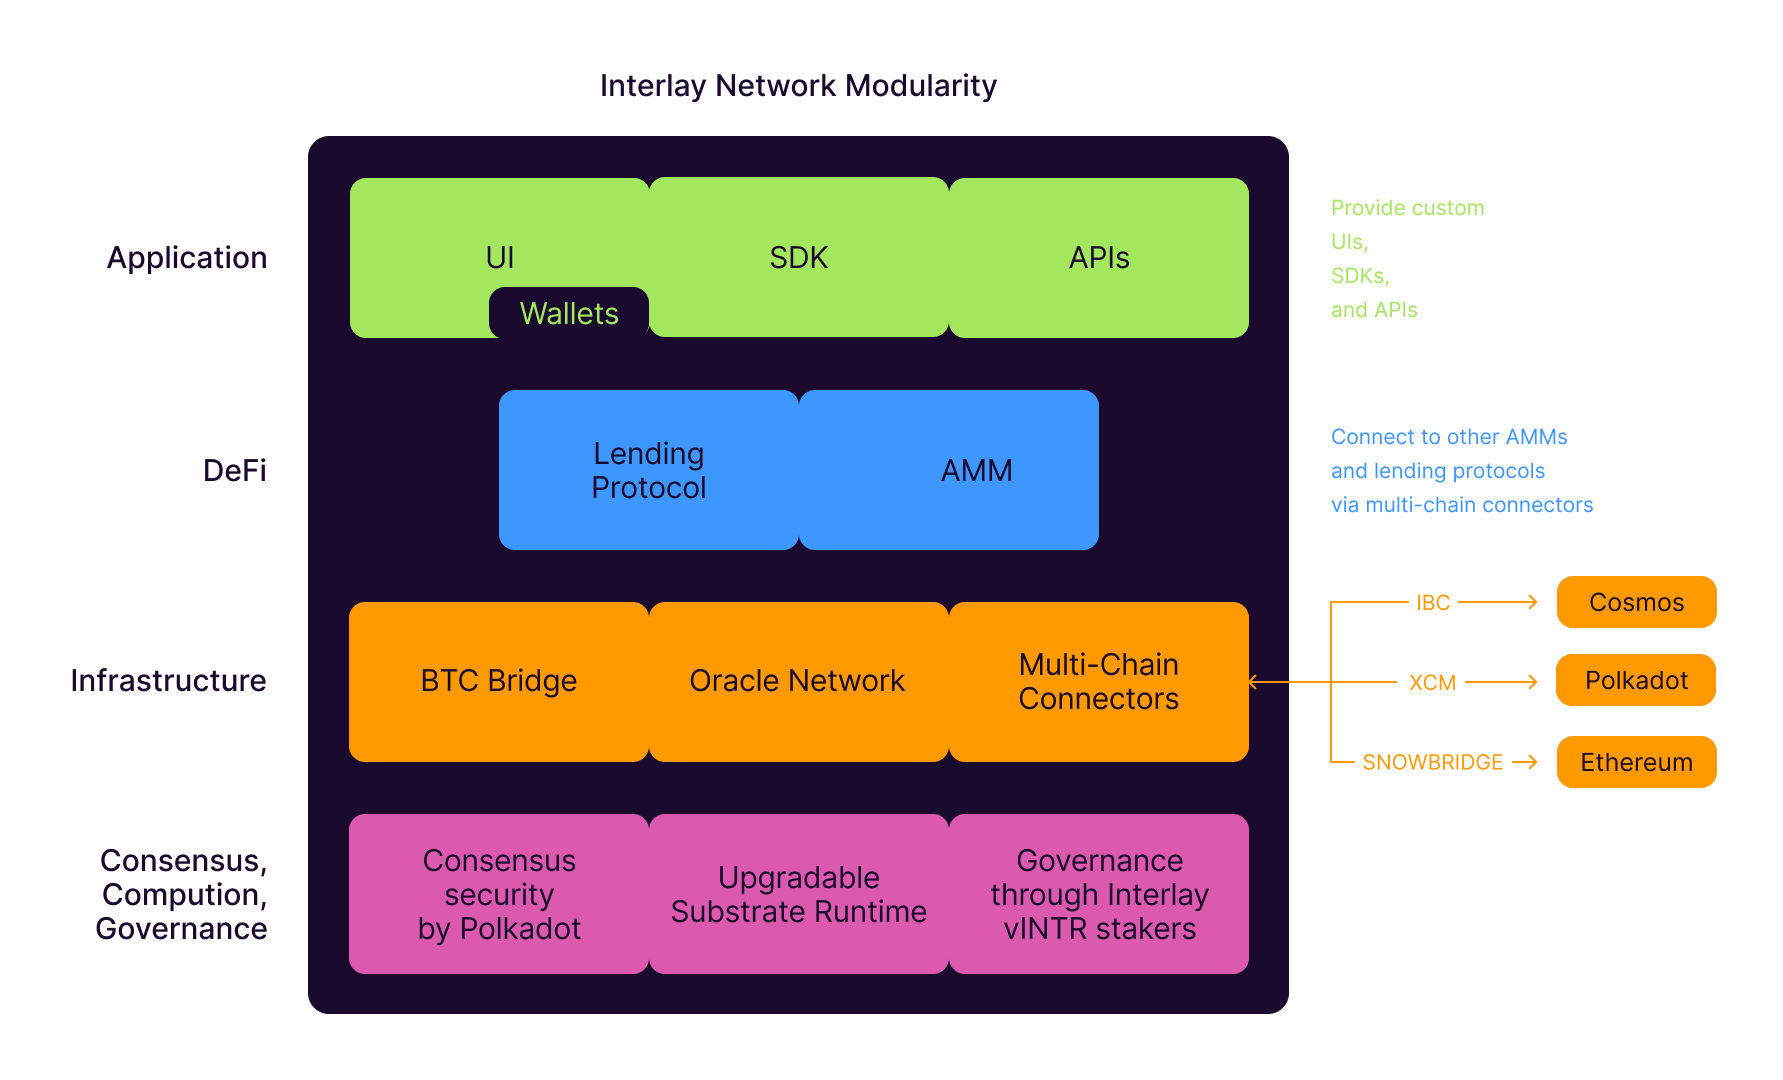 Interlay Network Modularity
Application
UI
SDK
APIs
Wallets
Provide custom
UIs,
SDKs,
and APIs
DeFi
Lending
Protocol
AMM
Connect to other AMMs
and lending protocols
via multi-chain connectors
Infrastructure
BTC Bridge
Oracle Network
Multi-Chain
Connectors
IBC
Cosmos
XCM
Polkadot
SNOWBRIDGE
Ethereum
Consensus,
Compution,
Governance
Consensus
security
by Polkadot
Upgradable
Substrate Runtime
Governance
through Interlay
vINTR stakers